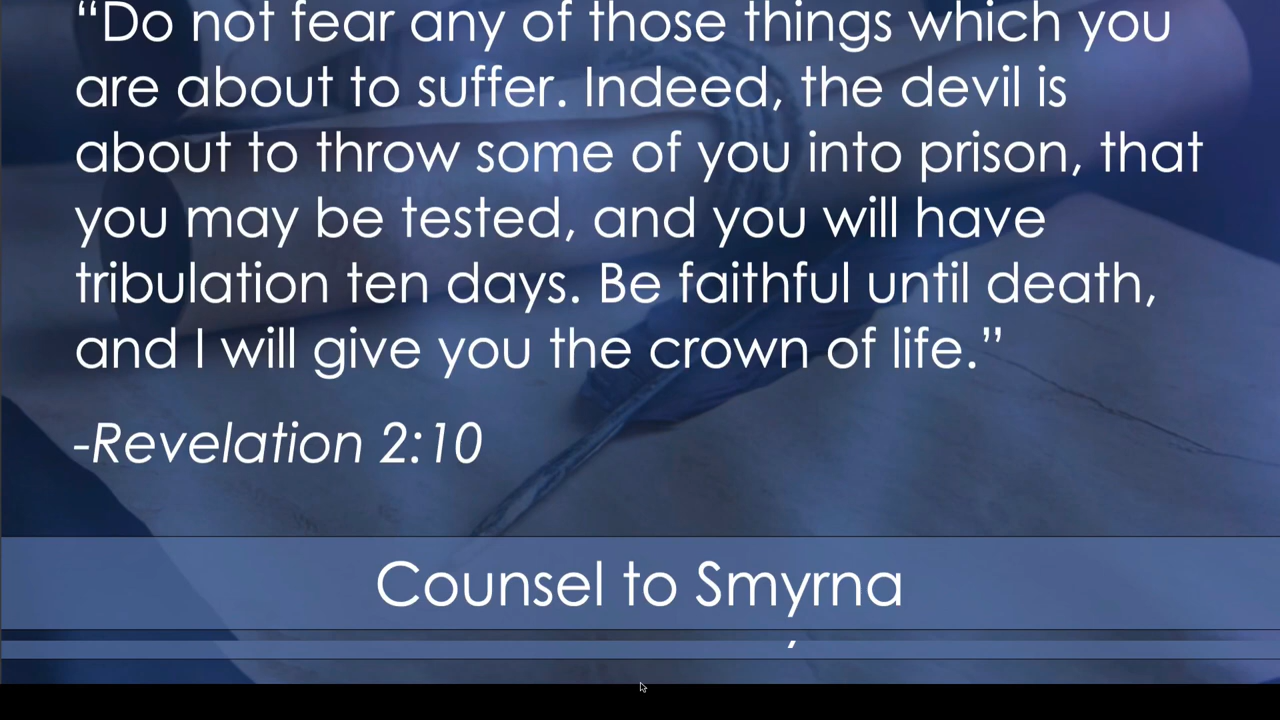 “Do not fear any of those things which you
are about to suffer. Indeed, the devil is
about to throw some of you into prison, that
you may be tested, and you will have
tribulation ten days. Be faithful until death,
and I will give you the crown of life.”
-Revelation 2:10
Counsel to Smyrna